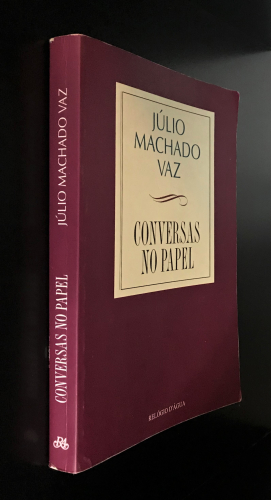 JÚLIO
MACHADO
VAZ
CONVERSAS
NO PAPEL
RELÓGIO D'ÁGUA
JÚLIO MACHADO VAZ
CONVERSAS NO PAPEL